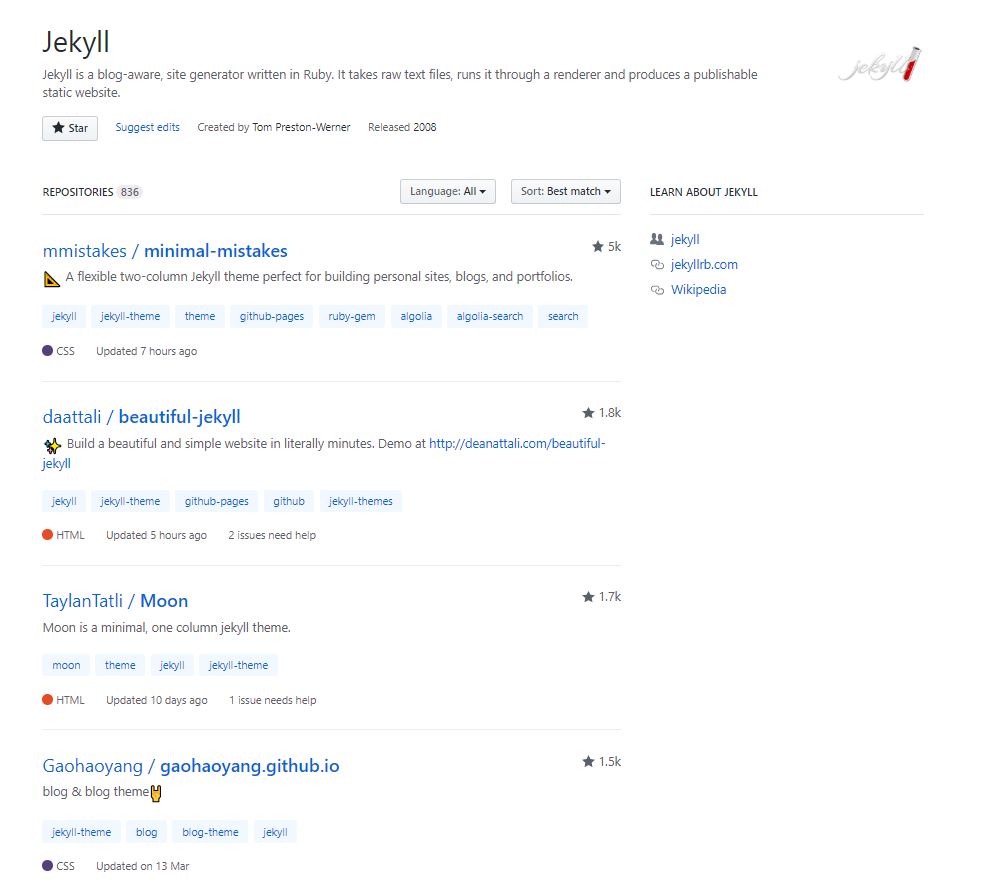 Jekyll
jekyll
Jekyll is a blog-aware, site generator written in Ruby. It takes raw text files, runs it through a renderer and produces a publishable
static website.
Star Suggest edits Created by Tom Preston-Werner Released 2008
REPOSITORIES 836 Language: All Sort: Best match
mmistakes / minimal-mistakes 5k
A flexible two-column Jekyll theme perfect for building personal sites, blogs, and portfolios.
jekyll jekyll-theme theme github-pages ruby-gem algolia algolia-search search
CSS Updated 7 hours ago
daattali / beautiful-jekyll 1.8k
Build a beautiful and simple website in literally minutes. Demo at http://deanattali.com/beautiful-
jekyll
jekyll jekyll-theme github-pages github jekyll-themes
HTML Updated 5 hours ago 2 issues need help
TaylanTatli / Moon 1.7k
Moon is a minimal, one column jekyll theme.
moon theme jekyll jekyll-theme
HTML Updated 10 days ago 1 issue needs help
Gaohaoyang / gaohaoyang.github.io 1.5k
blog & blog theme🤘
jekyll-theme blog blog-theme jekyll
CSS Updated on 13 Mar
LEARN ABOUT JEKYLL
jekyll
jekyllrb.com
Wikipedia